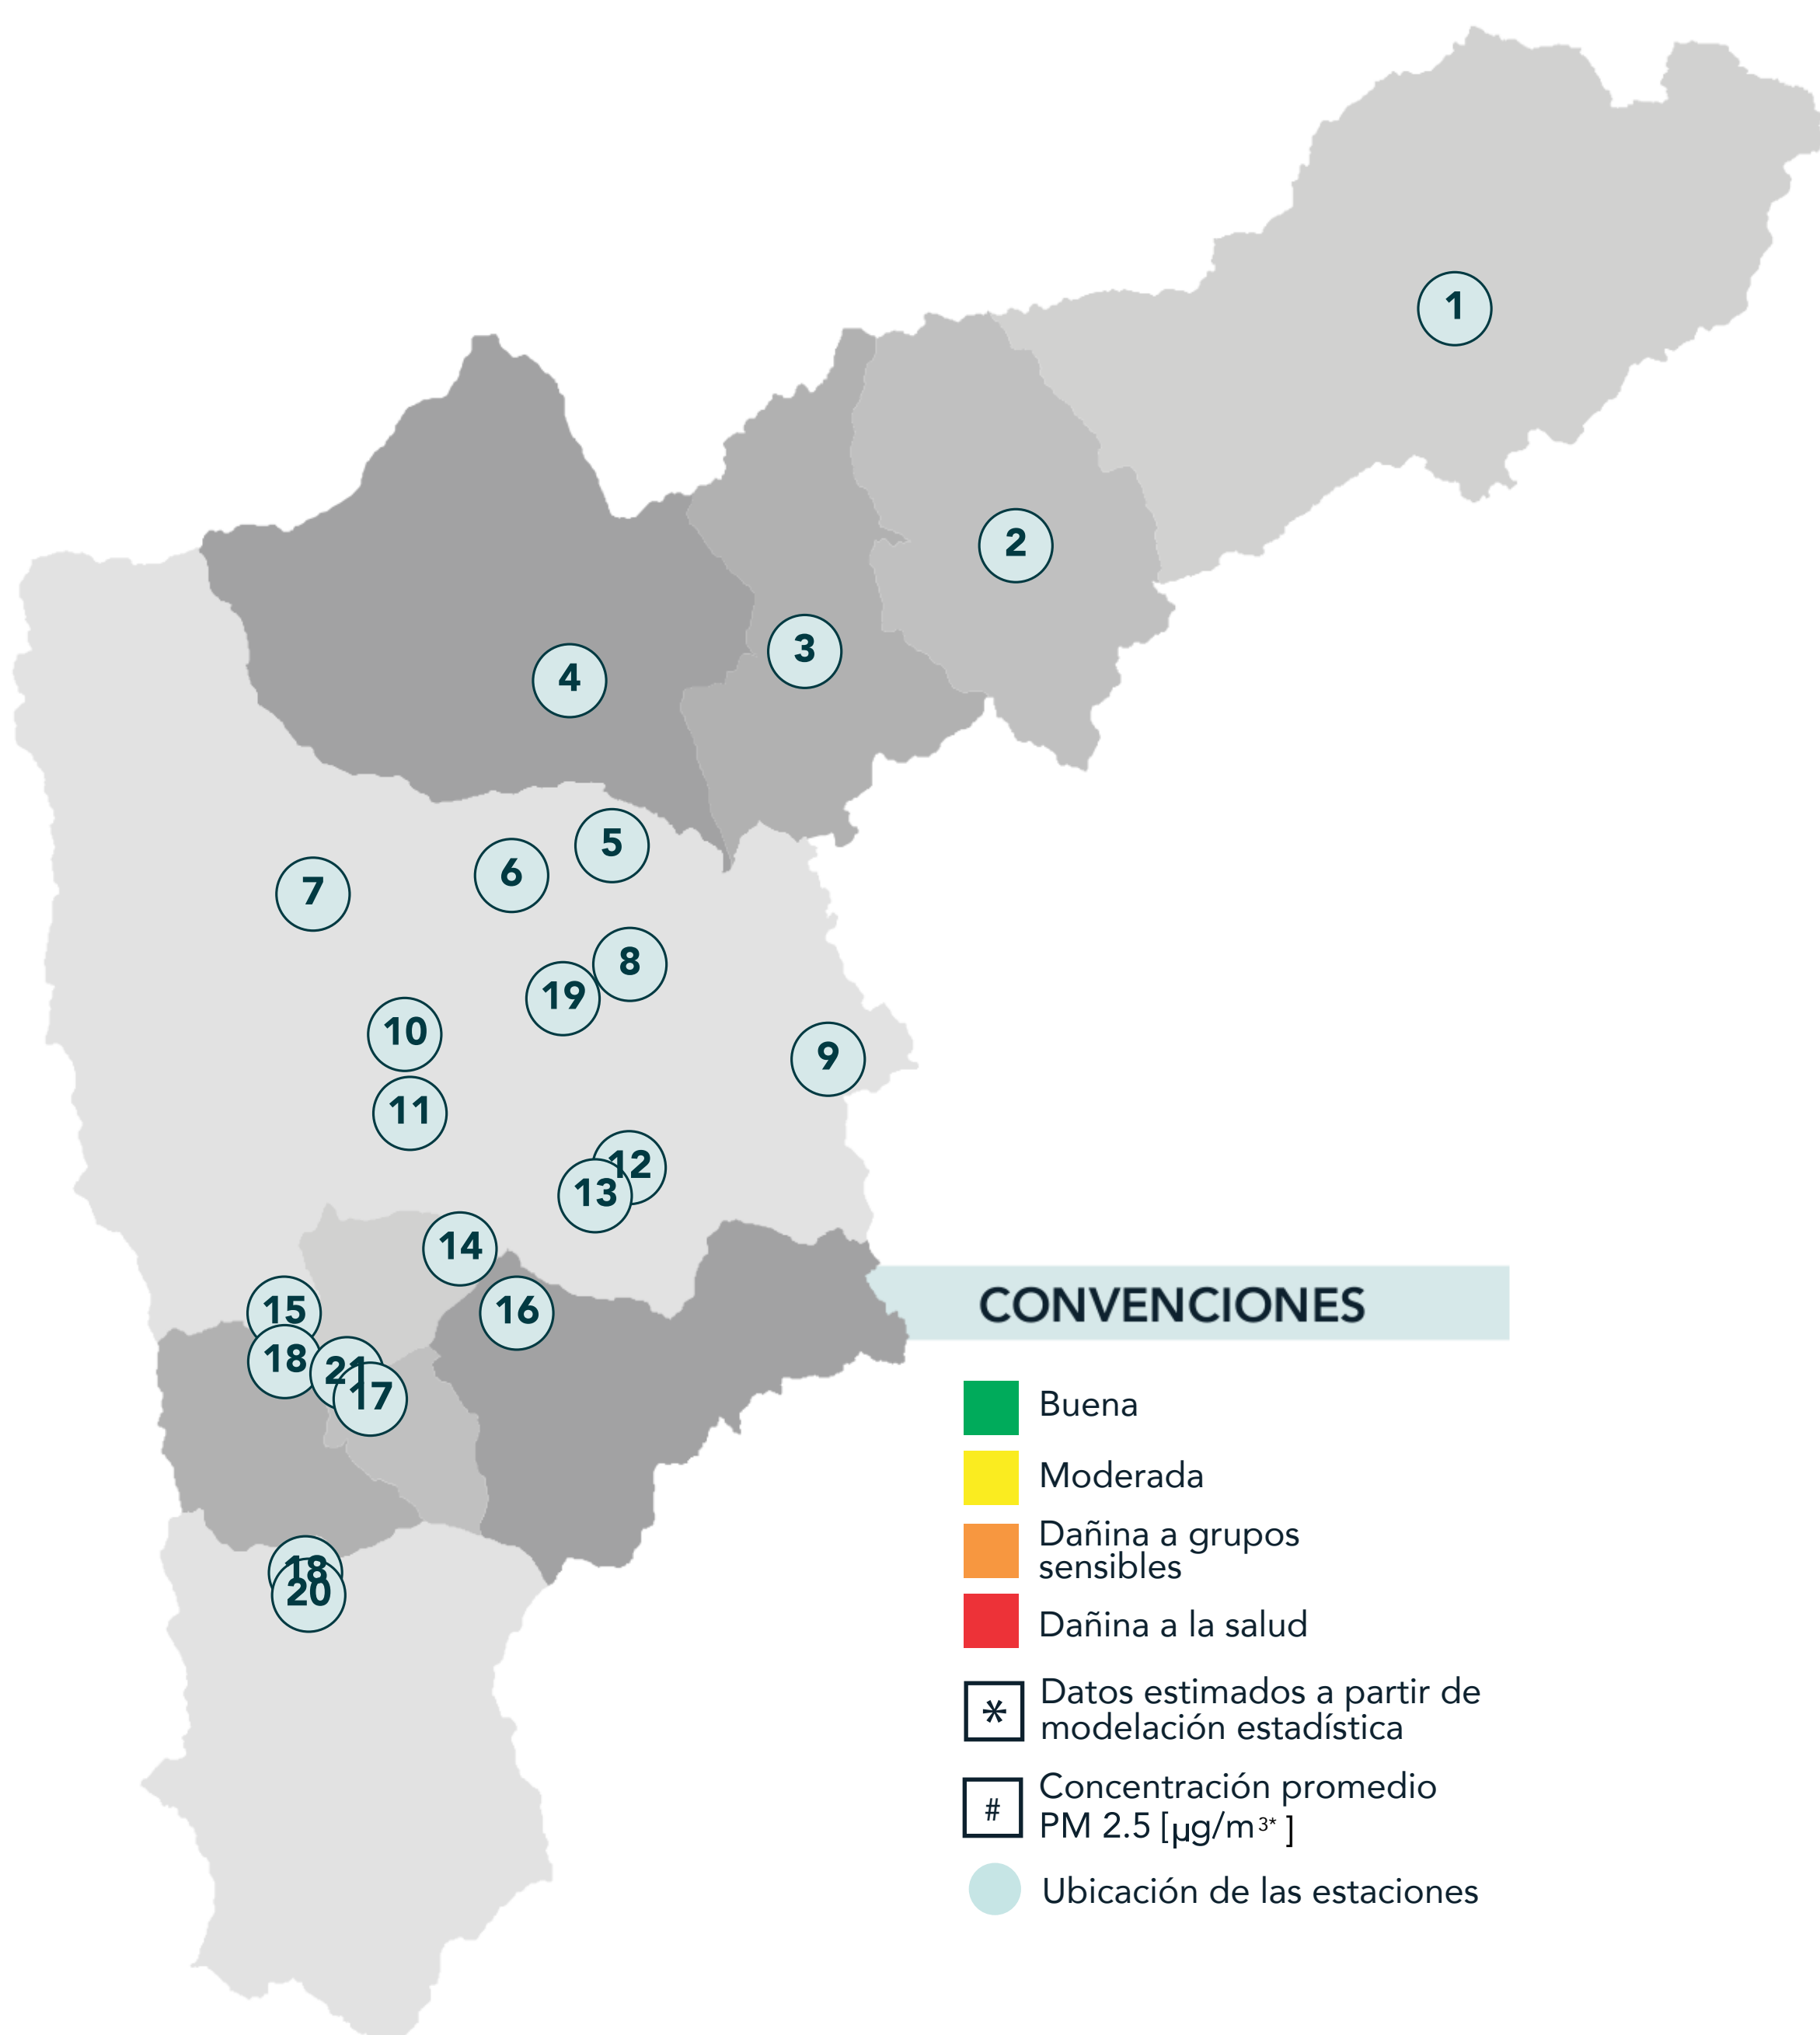 1
2
3
4
5
6
7
8
19
10
9
11
12
13
14
15
16
18
21
17
18
20
CONVENCIONES
Buena
Moderada
Dañina a grupos
sensibles
Dañina a la salud
* Datos estimados a partir de
modelación estadística
# Concentración promedio
PM 2.5 [µg/m³* ]
Ubicación de las estaciones